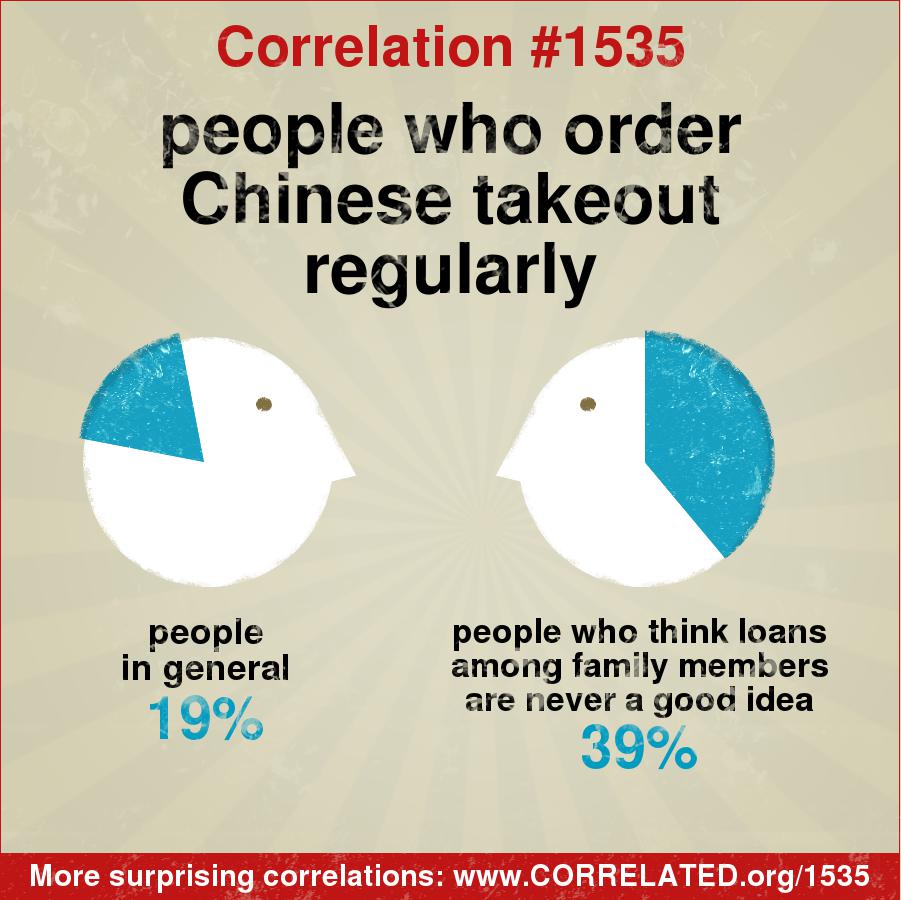 Correlation #1535
people who order
Chinese takeout
regularly
people
in general
19%
people who think loans
among family members
are never a good idea
39%
More surprising correlations: www.CORRELATED.org/1535